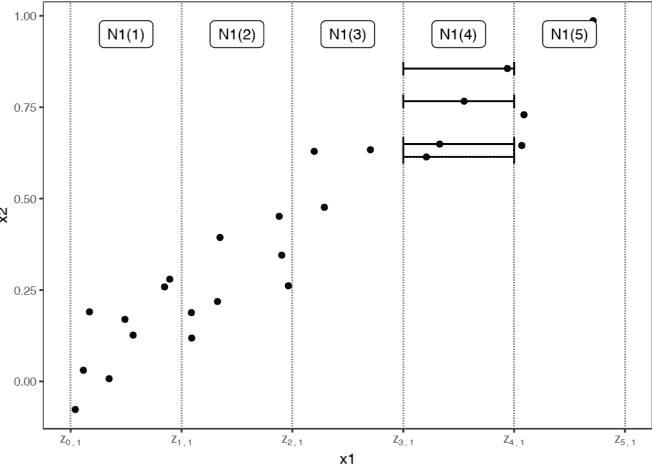 1.00
0.75
0.50
0.25
0.00
x2
N1(1) N1(2) N1(3) N1(4) N1(5)
z0,1 z1,1 z2,1 z3,1 z4,1 z5,1
x1